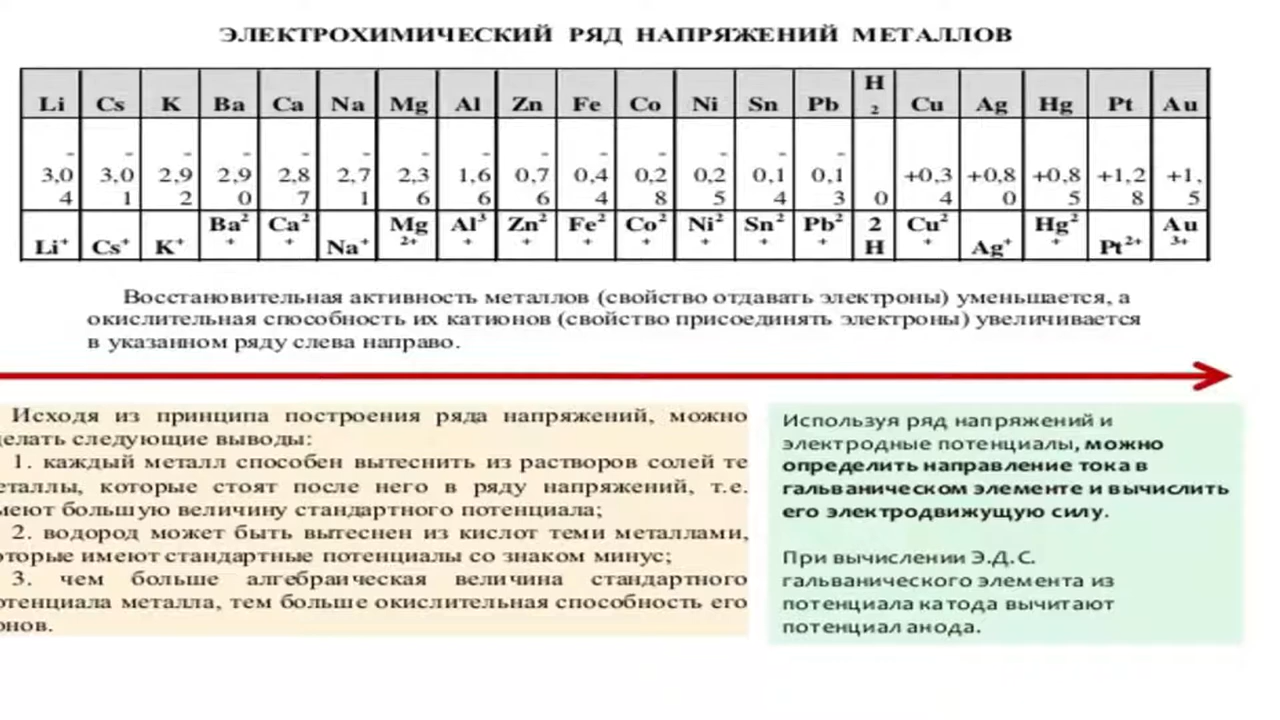 ЭЛЕКТРОХИМИЧЕСКИЙ РЯД НАПРЯЖЕНИЙ МЕТАЛЛОВ
Li Cs K Ba Ca Na Mg Al Zn Fe Co Ni Sn Pb H₂ Cu Ag Hg Pt Au
-3,04 -3,01 -2,92 -2,90 -2,87 -2,71 -2,36 -1,66 -0,76 -0,44 -0,28 -0,25 -0,14 -0,13 0 +0,34 +0,80 +0,85 +1,28 +1,5
Li⁺ Cs⁺ K⁺ Ba²⁺ Ca²⁺ Na⁺ Mg²⁺ Al³⁺ Zn²⁺ Fe²⁺ Co²⁺ Ni²⁺ Sn²⁺ Pb²⁺ 2H Cu²⁺ Ag⁺ Hg²⁺ Pt²⁺ Au³⁺
Восстановительная активность металлов (свойство отдавать электроны) уменьшается, а
окислительная способность их катионов (свойство присоединять электроны) увеличивается
в указанном ряду слева направо.
Исходя из принципа построения ряда напряжений, можно
делать следующие выводы:
1. каждый металл способен вытеснить из растворов солей те
еталлы, которые стоят после него в ряду напряжений, т.е.
меют большую величину стандартного потенциала;
2. водород может быть вытеснен из кислот теми металлами,
оторые имеют стандартные потенциалы со знаком минус;
3. чем больше алгебраическая величина стандартного
отенциала металла, тем больше окислительная способность его
онов.
Используя ряд напряжений и
электродные потенциалы, можно
определить направление тока в
гальваническом элементе и вычислить
его электродвижущую силу.
При вычислении Э.Д.С.
гальванического элемента из
потенциала катода вычитают
потенциал анода.